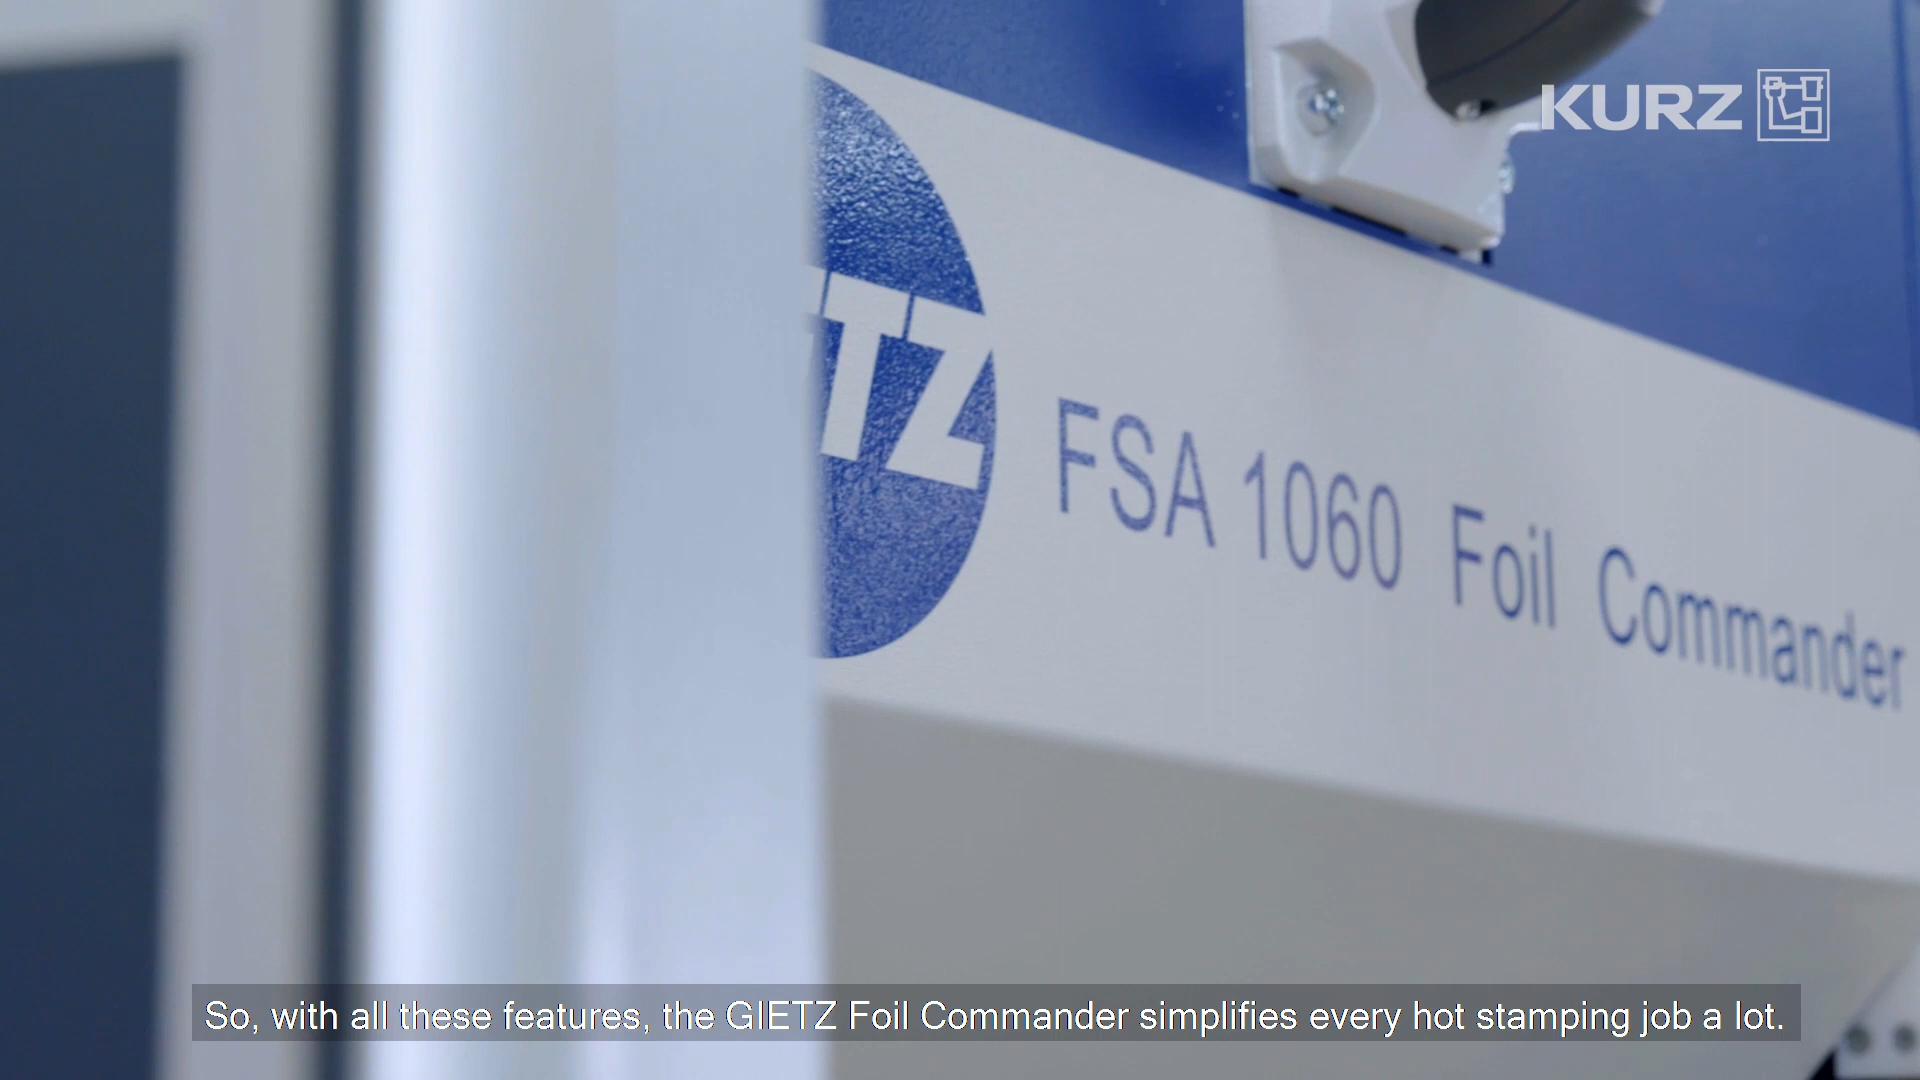 KURZ
TZ
FSA 1060 Foil Commander
So, with all these features, the GIETZ Foil Commander simplifies every hot stamping job a lot.